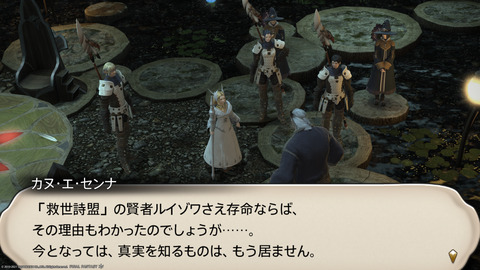 カヌ・エ・センナ
「救世詩盟」の賢者ルイゾワさえ存命ならば、
その理由もわかったのでしょうが……。
今となっては、真実を知るものは、もう居ません。